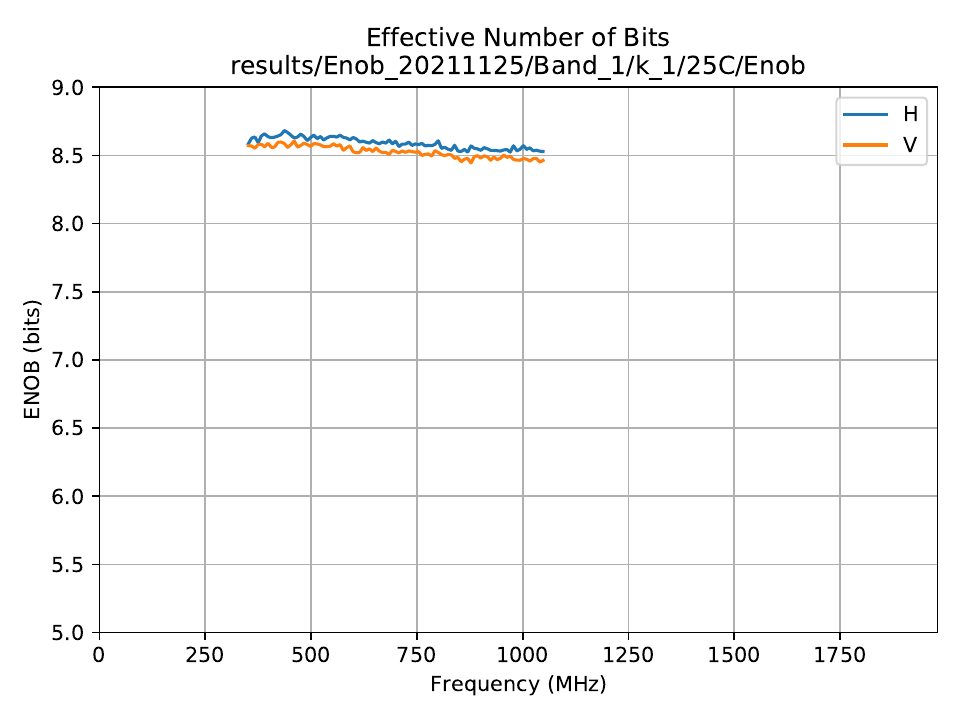 Effective Number of Bits
results/Enob_20211125/Band_1/k_1/25C/Enob
9.0
8.5
8.0
7.5
7.0
6.5
6.0
5.5
5.0
ENOB (bits)
H
V
0 250 500 750 1000 1250 1500 1750
Frequency (MHz)